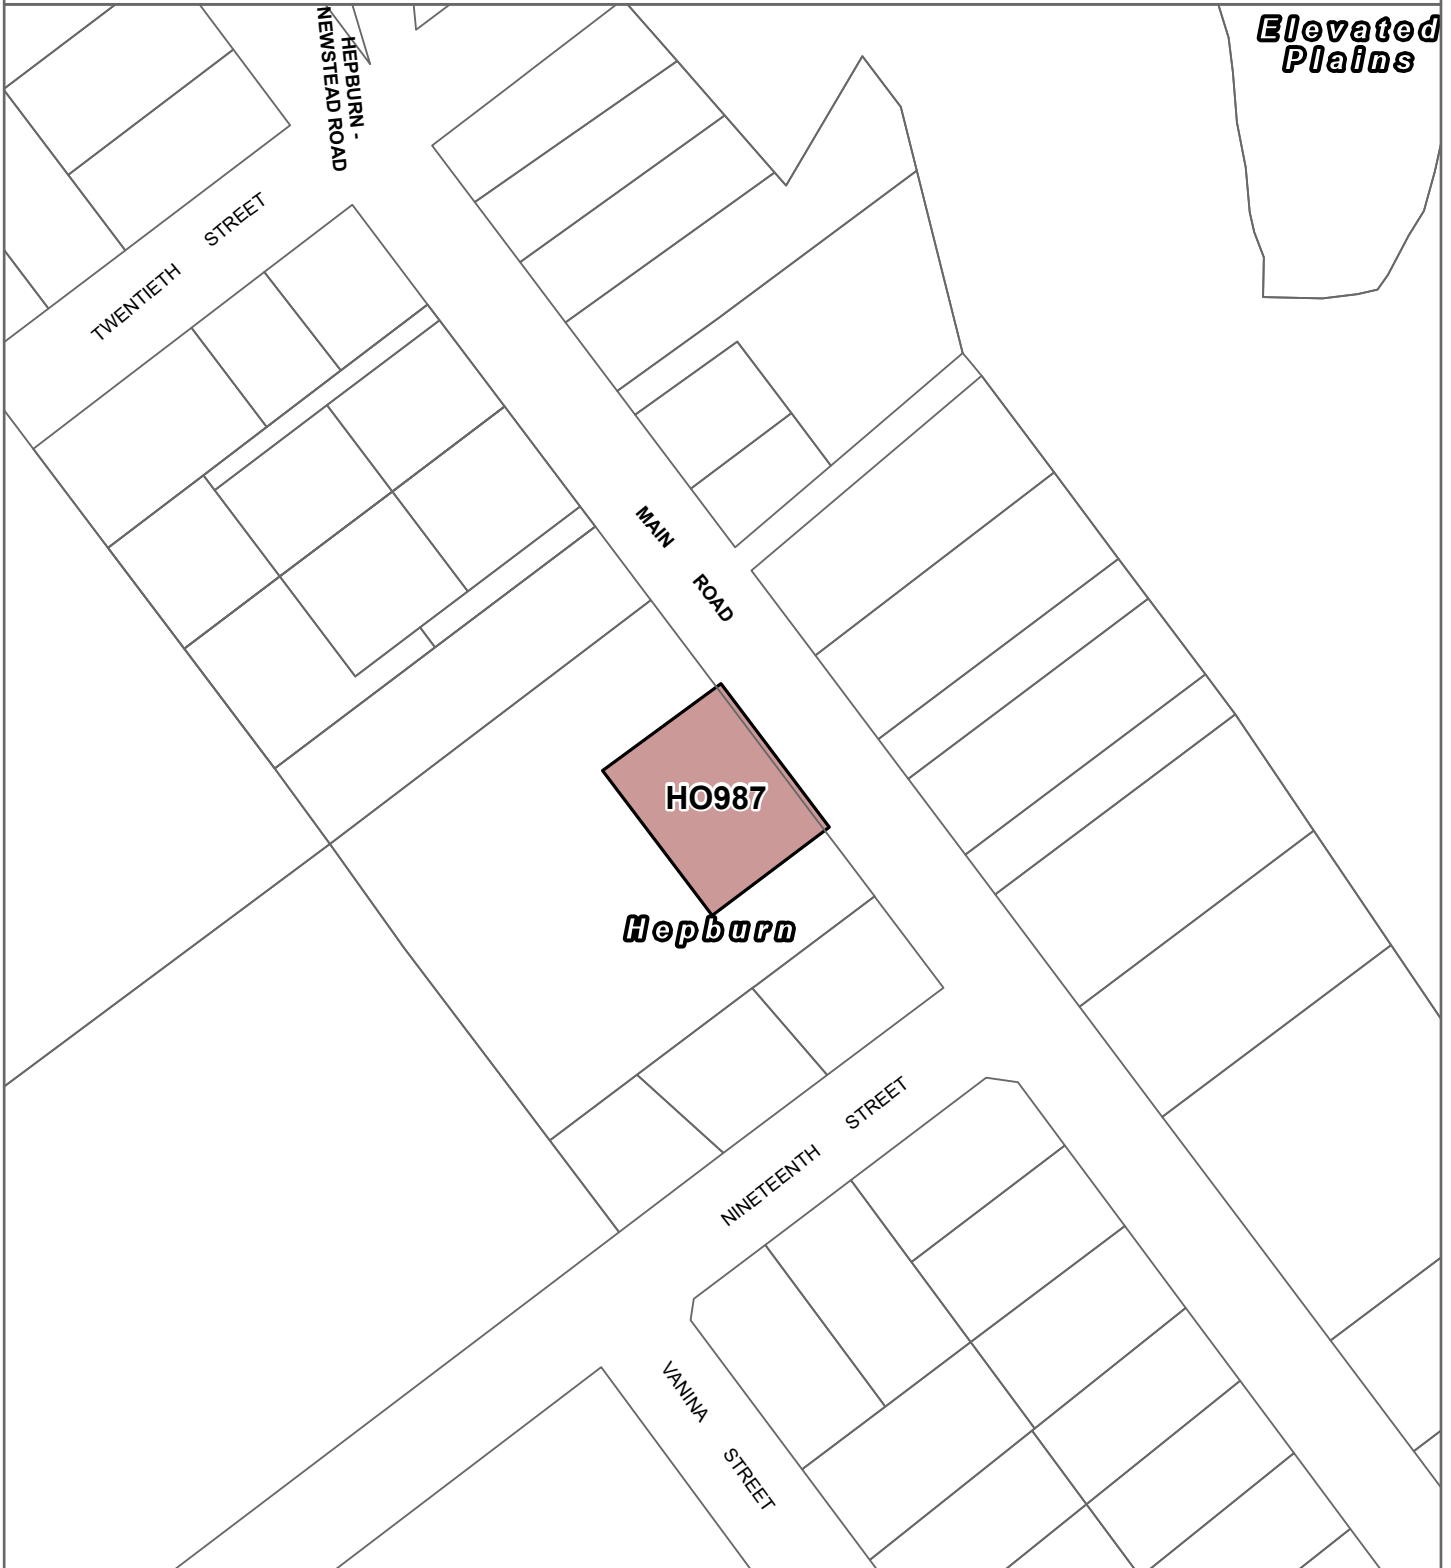 Elevated
Plains
HEPBURN -
NEWSTEAD ROAD
TWENTIETH STREET
MAIN ROAD
HO987
Hepburn
NINETEENTH STREET
VANINA STREET